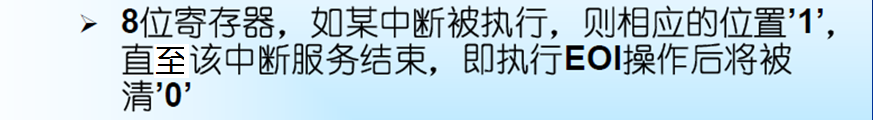 ➢ 8位寄存器，如某中断被执行，则相应的位置’1’，
直至该中断服务结束，即执行EOI操作后将被
清’0’